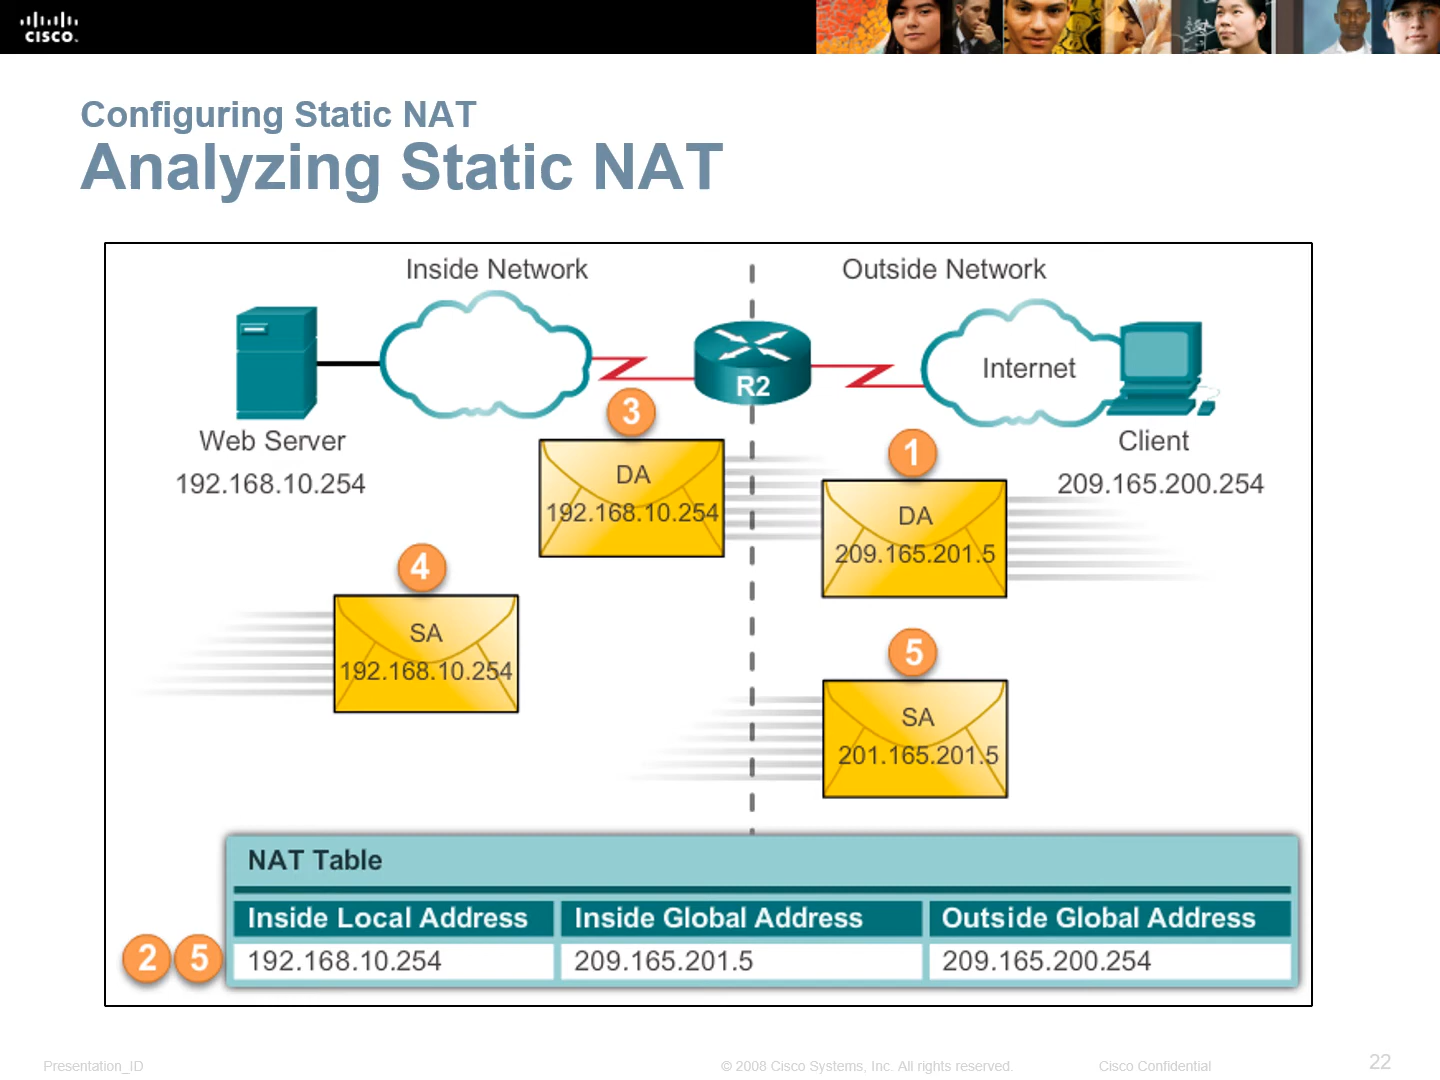 CISCO.
Configuring Static NAT
Analyzing Static NAT
Inside Network
Outside Network
R2
Internet
Web Server
192.168.10.254
Client
209.165.200.254
3
DA
192.168.10.254
1
DA
209.165.201.5
4
SA
192.168.10.254
5
SA
201.165.201.5
NAT Table
Inside Local Address Inside Global Address Outside Global Address
2 5 192.168.10.254 209.165.201.5 209.165.200.254
Presentation_ID © 2008 Cisco Systems, Inc. All rights reserved. Cisco Confidential 22